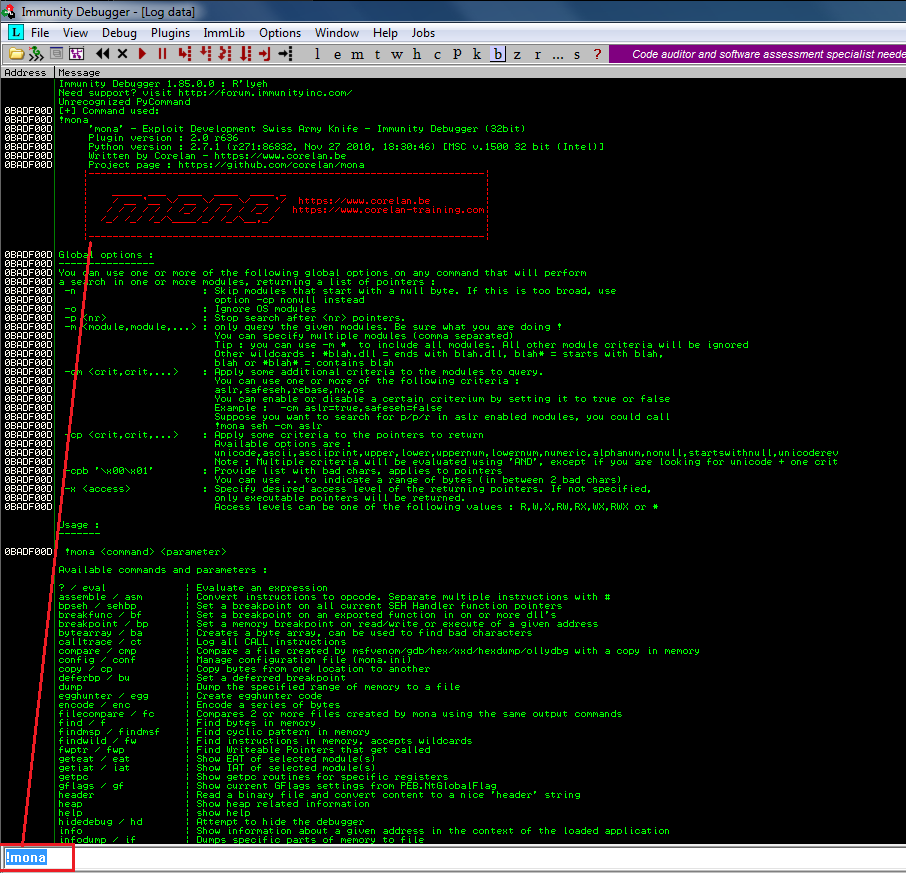 Immunity Debugger - [Log data]
L File View Debug Plugins ImmLib Options Window Help Jobs
l e m t w h c P k b z r ... s ? Code auditor and software assessment specialist neede
Address Message
Immunity Debugger 1.85.0.0 : R'lyeh
Need support? visit http://forum.immunityinc.com/
Unrecognized PyCommand
0BADF00D [+] Command used:
0BADF00D !mona
0BADF00D 'mona' - Exploit Development Swiss Army Knife - Immunity Debugger (32bit)
0BADF00D Plugin version : 2.0 r636
0BADF00D Python version : 2.7.1 (r271:86832, Nov 27 2010, 18:30:46) [MSC v.1500 32 bit (Intel)]
0BADF00D Written by Corelan - https://www.corelan.be
0BADF00D Project page : https://github.com/corelan/mona
https://www.corelan.be
mona https://www.corelan-training.com
0BADF00D Global options :
0BADF00D ----------------
0BADF00D You can use one or more of the following global options on any command that will perform
0BADF00D a search in one or more modules, returning a list of pointers :
0BADF00D -n : Skip modules that start with a null byte. If this is too broad, use
0BADF00D option -cp nonull instead
0BADF00D -o : Ignore OS modules
0BADF00D -p <nr> : Stop search after <nr> pointers.
0BADF00D -m <module,module,...> : only query the given modules. Be sure what you are doing !
0BADF00D You can specify multiple modules (comma separated)
0BADF00D Tip : you can use -m * to include all modules. All other module criteria will be ignored
0BADF00D Other wildcards : *blah.dll = ends with blah.dll, blah* = starts with blah,
0BADF00D blah or *blah* = contains blah
0BADF00D -cm <crit,crit,...> : Apply some additional criteria to the modules to query.
0BADF00D You can use one or more of the following criteria :
0BADF00D aslr,safeseh,rebase,nx,os
0BADF00D You can enable or disable a certain criterium by setting it to true or false
0BADF00D Example : -cm aslr=true,safeseh=false
0BADF00D Suppose you want to search for p/p/r in aslr enabled modules, you could call
0BADF00D !mona seh -cm aslr
0BADF00D -cp <crit,crit,...> : Apply some criteria to the pointers to return
0BADF00D Available options are :
0BADF00D unicode,ascii,asciiprint,upper,lower,uppernum,lowernum,numeric,alphanum,nonull,startswithnull,unicoderev
0BADF00D Note : Multiple criteria will be evaluated using 'AND', except if you are looking for unicode + one crit
0BADF00D -cpb '\x00\x01' : Provide list with bad chars, applies to pointers
0BADF00D You can use .. to indicate a range of bytes (in between 2 bad chars)
0BADF00D -x <access> : Specify desired access level of the returning pointers. If not specified,
0BADF00D only executable pointers will be returned.
0BADF00D Access levels can be one of the following values : R,W,X,RW,RX,WX,RWX or *
Usage :
-------
0BADF00D !mona <command> <parameter>
Available commands and parameters :
? / eval | Evaluate an expression
assemble / asm | Convert instructions to opcode. Separate multiple instructions with #
bpseh / sehbp | Set a breakpoint on all current SEH Handler function pointers
breakfunc / bf | Set a breakpoint on an exported function in on or more dll's
breakpoint / bp | Set a memory breakpoint on read/write or execute of a given address
bytearray / ba | Creates a byte array, can be used to find bad characters
calltrace / ct | Log all CALL instructions
compare / cmp | Compare a file created by msfvenom/gdb/hex/xxd/hexdump/ollydbg with a copy in memory
config / conf | Manage configuration file (mona.ini)
copy / cp | Copy bytes from one location to another
deferbp / bu | Set a deferred breakpoint
dump | Dump the specified range of memory to a file
egghunter / egg | Create egghunter code
encode / enc | Encode a series of bytes
filecompare / fc | Compares 2 or more files created by mona using the same output commands
find / f | Find bytes in memory
findmsp / findmsf | Find cyclic pattern in memory
findwild / fw | Find instructions in memory, accepts wildcards
fwptr / fwp | Find Writeable Pointers that get called
geteat / eat | Show EAT of selected module(s)
getiat / iat | Show IAT of selected module(s)
getpc | Show getpc routines for specific registers
gflags / gf | Show current GFlags settings from PEB.NtGlobalFlag
header | Read a binary file and convert content to a nice 'header' string
heap | Show heap related information
help | show help
hidedebug / hd | Attempt to hide the debugger
info | Show information about a given address in the context of the loaded application
infodump / if | Dumps specific parts of memory to file
!mona